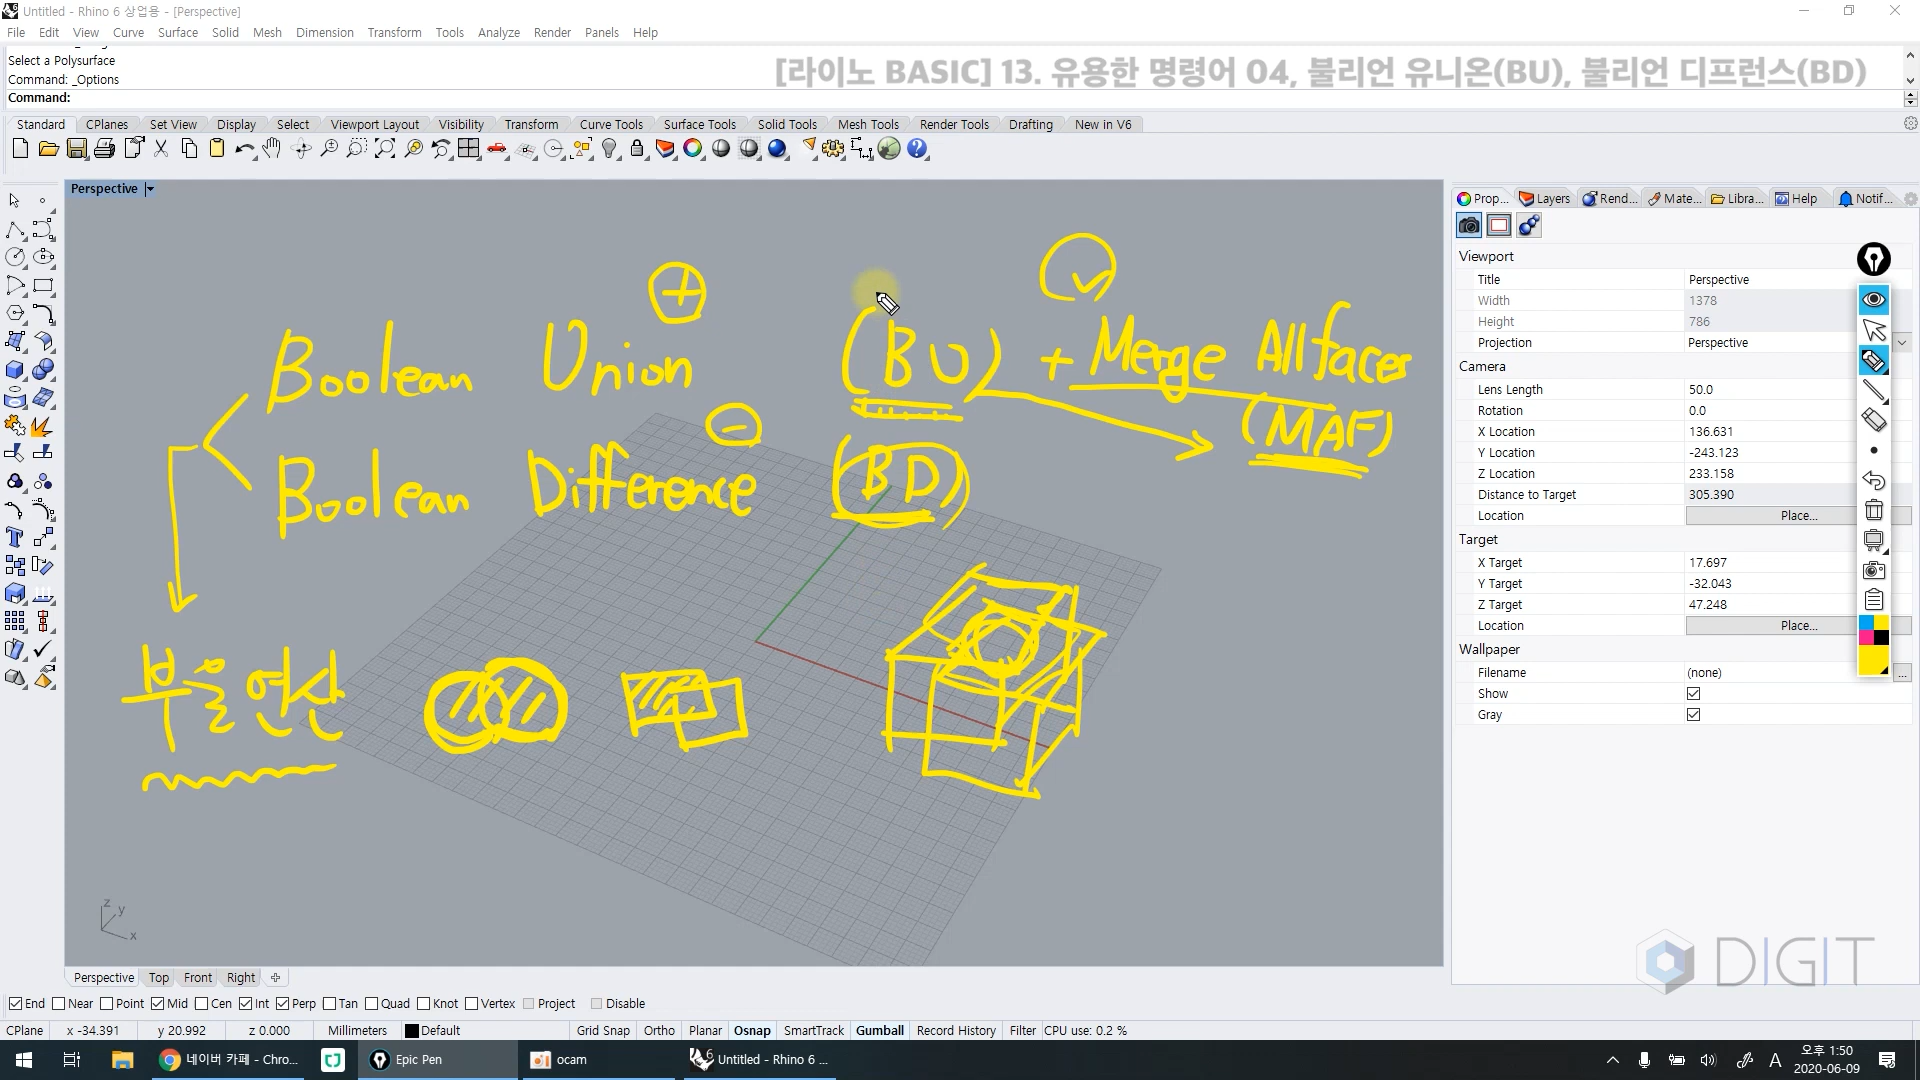 Untitled - Rhino 6 상업용 - [Perspective]
File Edit View Curve Surface Solid Mesh Dimension Transform Tools Analyze Render Panels Help
Select a Polysurface
Command: _Options
Command:
[라이노 BASIC] 13. 유용한 명령어 04, 불리언 유니온(BU), 불리언 디프런스(BD)
Standard CPlanes Set View Display Select Viewport Layout Visibility Transform Curve Tools Surface Tools Solid Tools Mesh Tools Render Tools Drafting New in V6
Perspective
Prop... Layers Rend... Mate... Libra... Help Notif...
Viewport
Title Perspective
Width 1378
Height 786
Projection Perspective
Camera
Lens Length 50.0
Rotation 0.0
X Location 136.631
Y Location -243.123
Z Location 233.158
Distance to Target 305.390
Location Place...
Target
X Target 17.697
Y Target -32.043
Z Target 47.248
Location Place...
Wallpaper
Filename (none) ...
Show
Gray
+
Boolean Union (BU) + Merge All faces
(MAF)
-
Boolean Difference (BD)
부울연산
z
y
x
DIGIT
Perspective Top Front Right
End Near Point Mid Cen Int Perp Tan Quad Knot Vertex Project Disable
CPlane x -34.391 y 20.992 z 0.000 Millimeters Default Grid Snap Ortho Planar Osnap SmartTrack Gumball Record History Filter CPU use: 0.2 %
네이버 카페 - Chro... Epic Pen ocam Untitled - Rhino 6 ... A 오후 1:50
2020-06-09